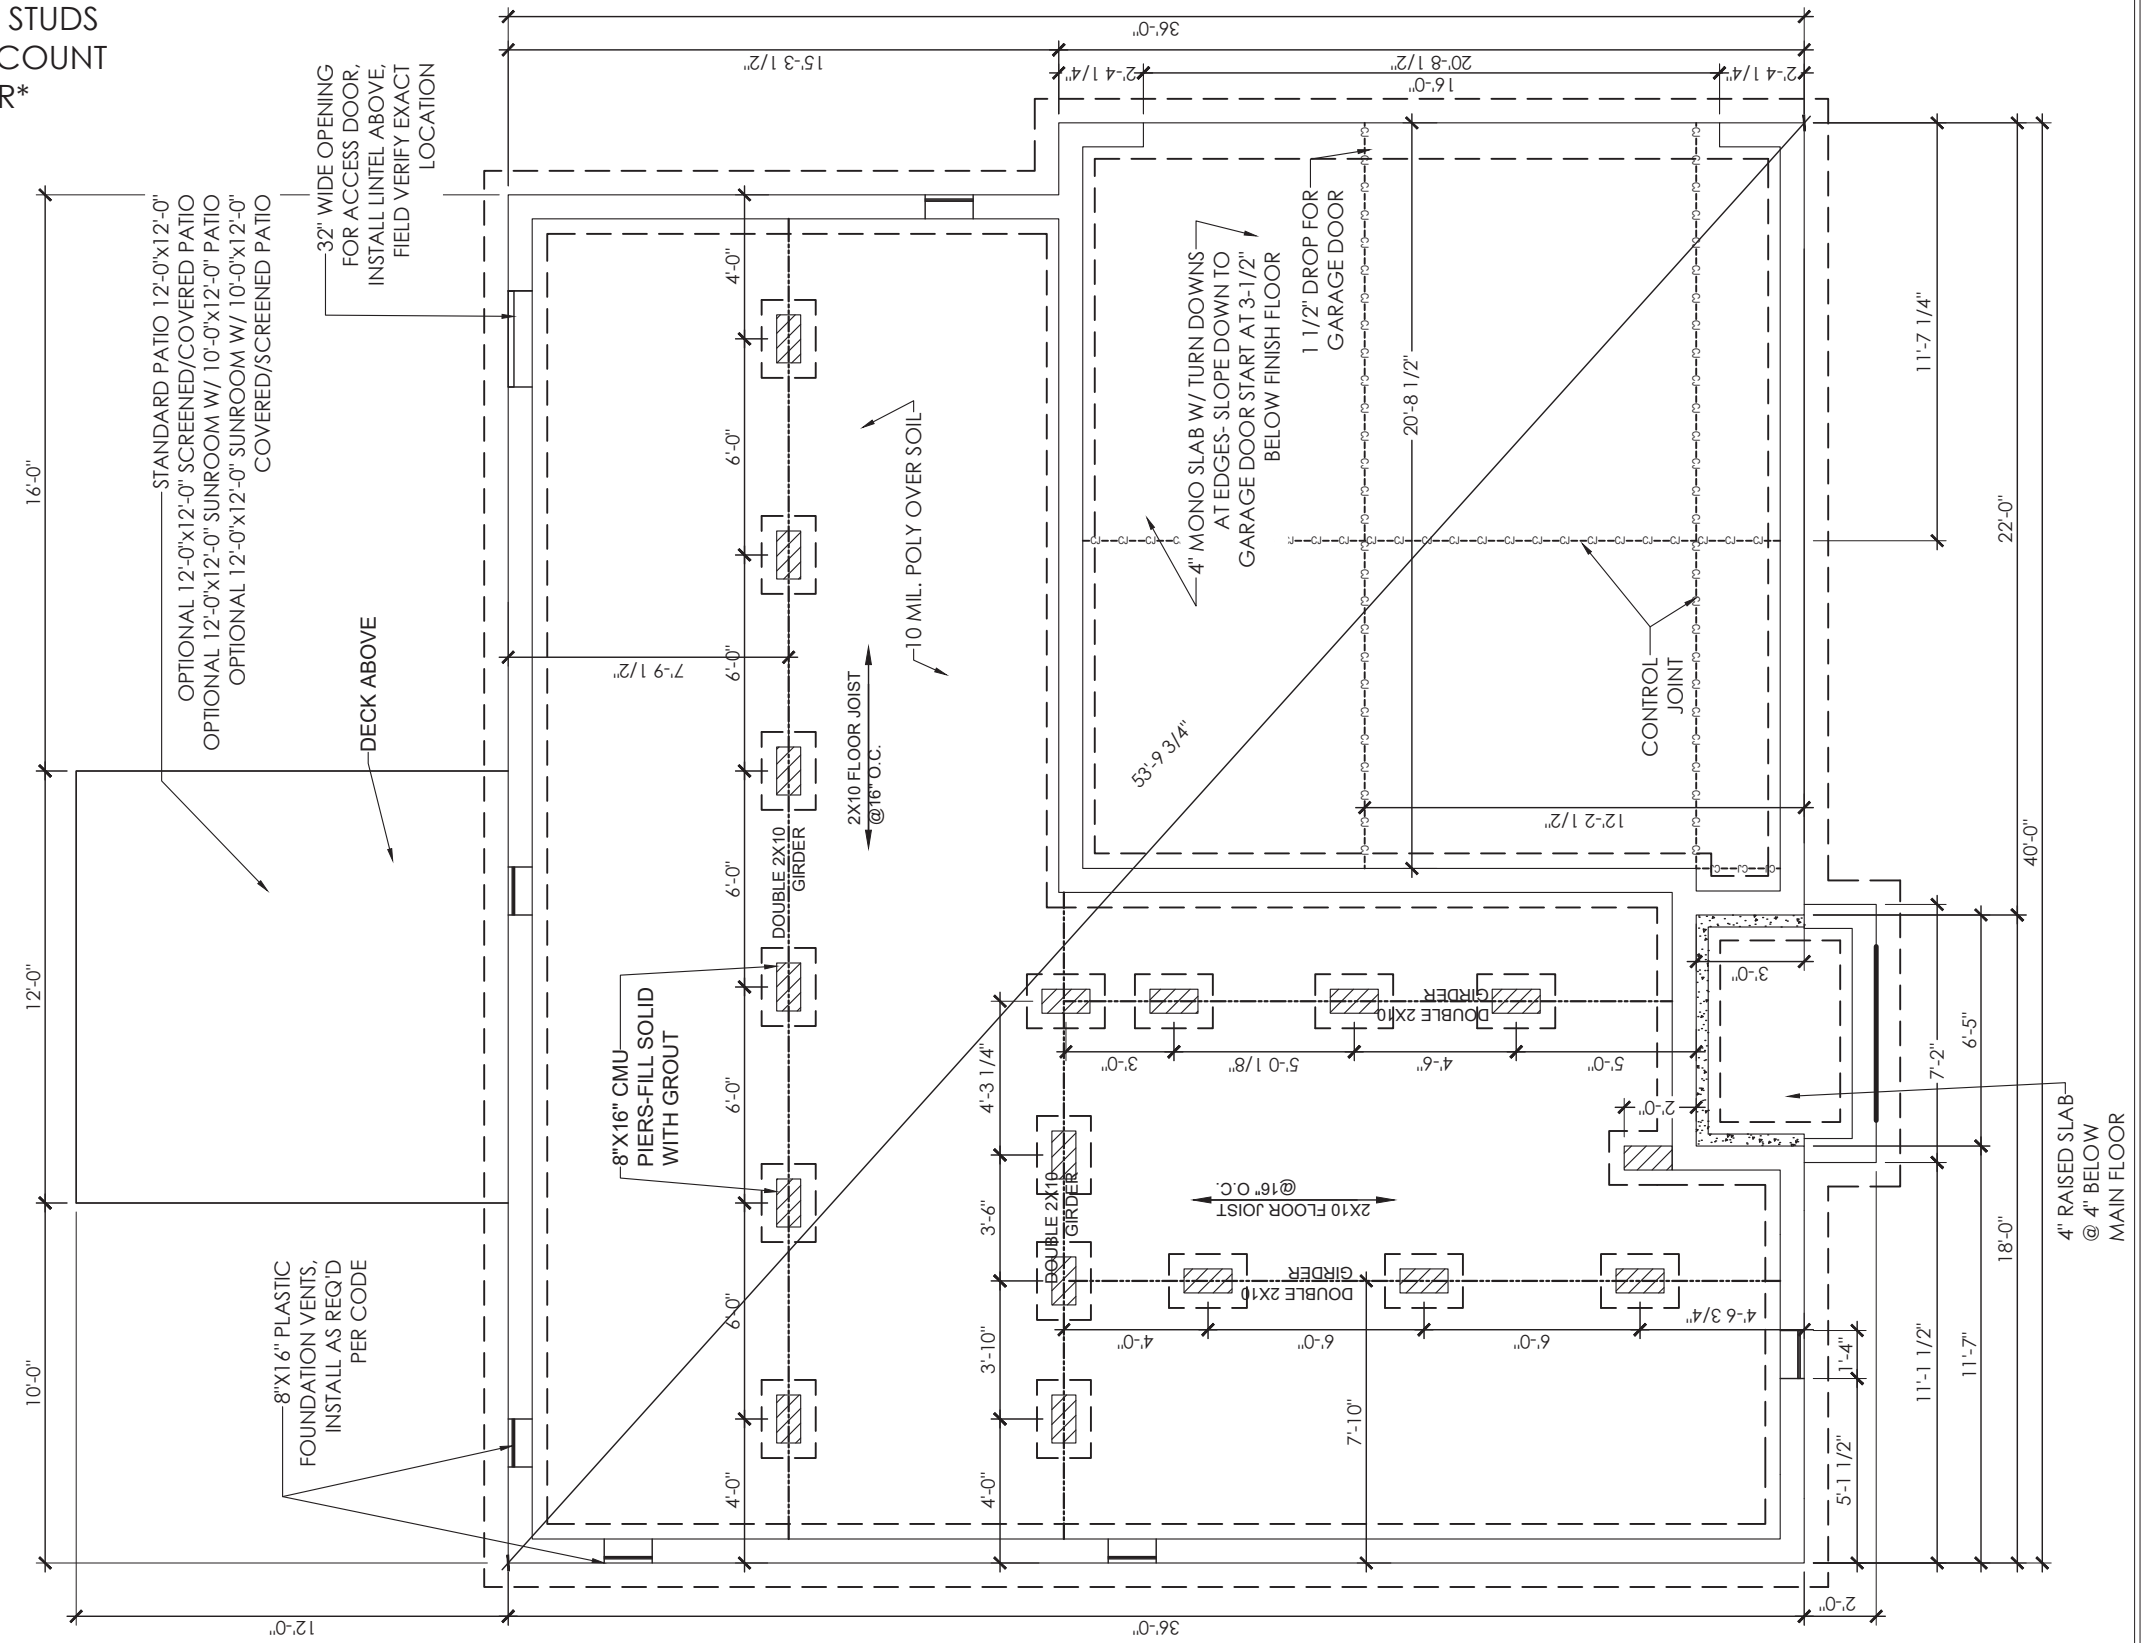 STUDS
COUNT
R*
32" WIDE OPENING
FOR ACCESS DOOR,
INSTALL LINTEL ABOVE,
FIELD VERIFY EXACT
LOCATION
STANDARD PATIO 12'-0"x12'-0"
OPTIONAL 12'-0"x12'-0" SCREENED/COVERED PATIO
OPTIONAL 12'-0"x12'-0" SUNROOM W/ 10'-0"x12'-0" PATIO
OPTIONAL 12'-0"x12'-0" SUNROOM W/ 10'-0"x12'-0"
COVERED/SCREENED PATIO
DECK ABOVE
8"X16" PLASTIC
FOUNDATION VENTS,
INSTALL AS REQ'D
PER CODE
16'-0"
12'-0"
10'-0"
12'-0"
36'-0"
2'-0"
36'-0"
15'-3 1/2"
20'-8 1/2"
2'-4 1/4"
16'-0"
2'-4 1/4"
4'-0"
6'-0"
6'-0"
6'-0"
6'-0"
6'-0"
4'-0"
7'-9 1/2"
DOUBLE 2X10
GIRDER
2X10 FLOOR JOIST
@16" O.C.
10 MIL. POLY OVER SOIL
8"X16" CMU
PIERS-FILL SOLID
WITH GROUT
53'-9 3/4"
4" MONO SLAB W/ TURN DOWNS
AT EDGES- SLOPE DOWN TO
GARAGE DOOR START AT 3-1/2"
BELOW FINISH FLOOR
1 1/2" DROP FOR
GARAGE DOOR
20'-8 1/2"
12'-2 1/2"
CONTROL
JOINT
CJ
4'-3 1/4"
3'-6"
3'-10"
4'-0"
DOUBLE 2X10
GIRDER
3'-0"
5'-0 1/8"
4'-6"
5'-0"
DOUBLE 2X10
GIRDER
2'-0"
3'-0"
2X10 FLOOR JOIST
@16" O.C.
DOUBLE 2X10
GIRDER
4'-0"
6'-0"
6'-0"
4'-6 3/4"
7'-10"
5'-1 1/2"
1'-4"
11'-7 1/4"
7'-2"
11'-11 1/2"
6'-5"
11'-7"
22'-0"
18'-0"
40'-0"
4" RAISED SLAB
@ 4" BELOW
MAIN FLOOR